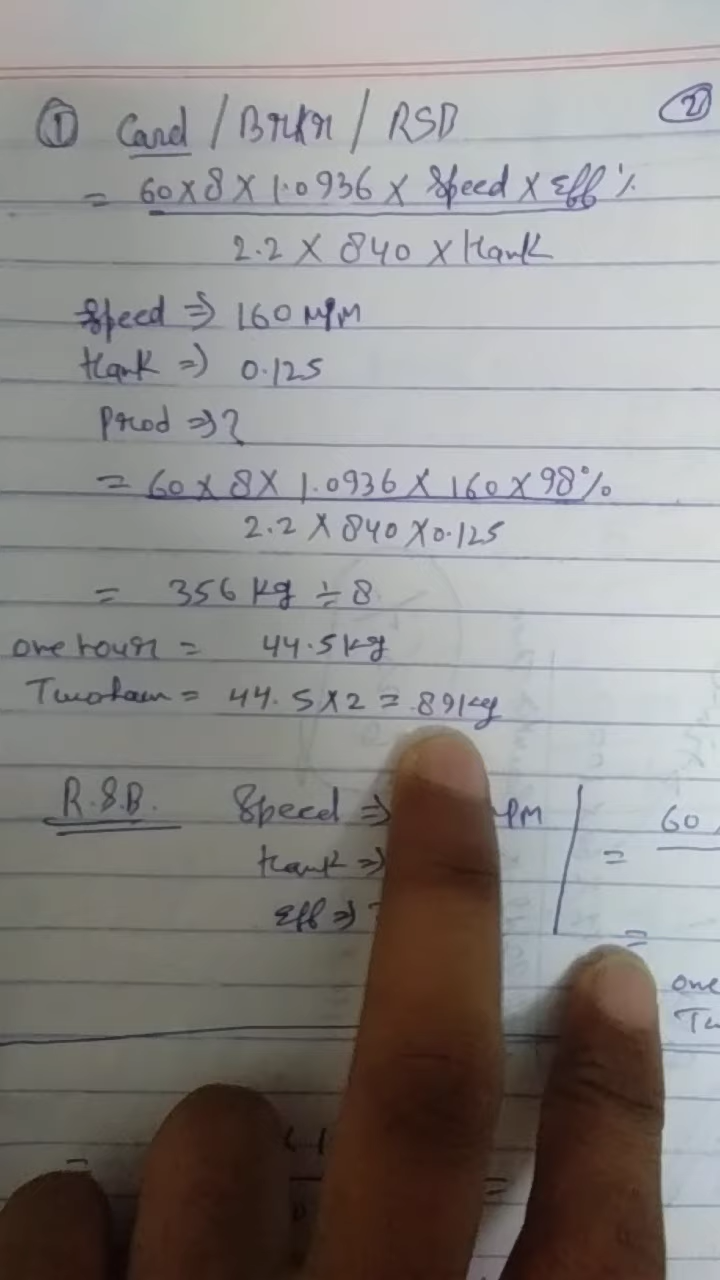 ① Card / Brkr / RSB
②
= 60 x 8 x 1.0936 x Speed x Eff %
2.2 x 840 x Hank
Speed ⇒ 160 MPM
Hank ⇒ 0.125
Prod ⇒ ?
= 60 x 8 x 1.0936 x 160 x 98%
2.2 x 840 x 0.125
= 356 kg ÷ 8
one hour = 44.5 kg
= 44.5 x 2 = 89 kg
R.S.B. Speed ⇒ MPM
Hank ⇒
Eff ⇒
60
=
=
one
Tw